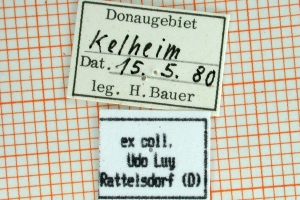 Donaugebiet
Kelheim
Dat. 15. 5. 80
leg. H. Bauer
ex coll.
Udo Luy
Rattelsdorf (D)